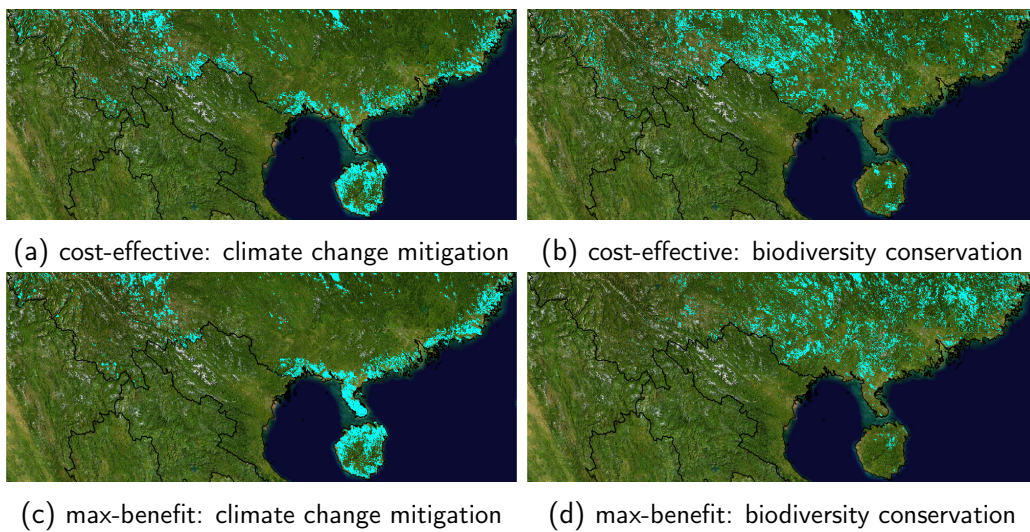 (a) cost-effective: climate change mitigation
(b) cost-effective: biodiversity conservation
(c) max-benefit: climate change mitigation
(d) max-benefit: biodiversity conservation